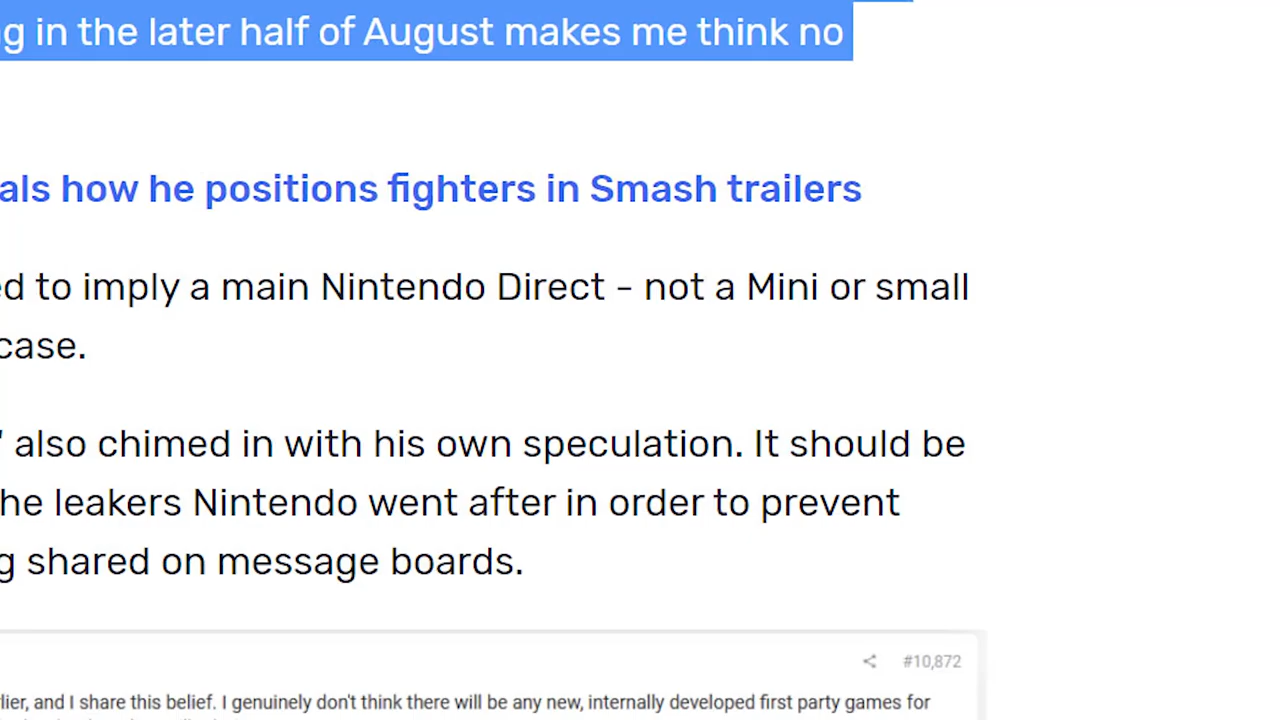 g in the later half of August makes me think no
als how he positions fighters in Smash trailers
ed to imply a main Nintendo Direct - not a Mini or small
case.
also chimed in with his own speculation. It should be
he leakers Nintendo went after in order to prevent
g shared on message boards.
#10,872
lier, and I share this belief. I genuinely don't think there will be any new, internally developed first party games for